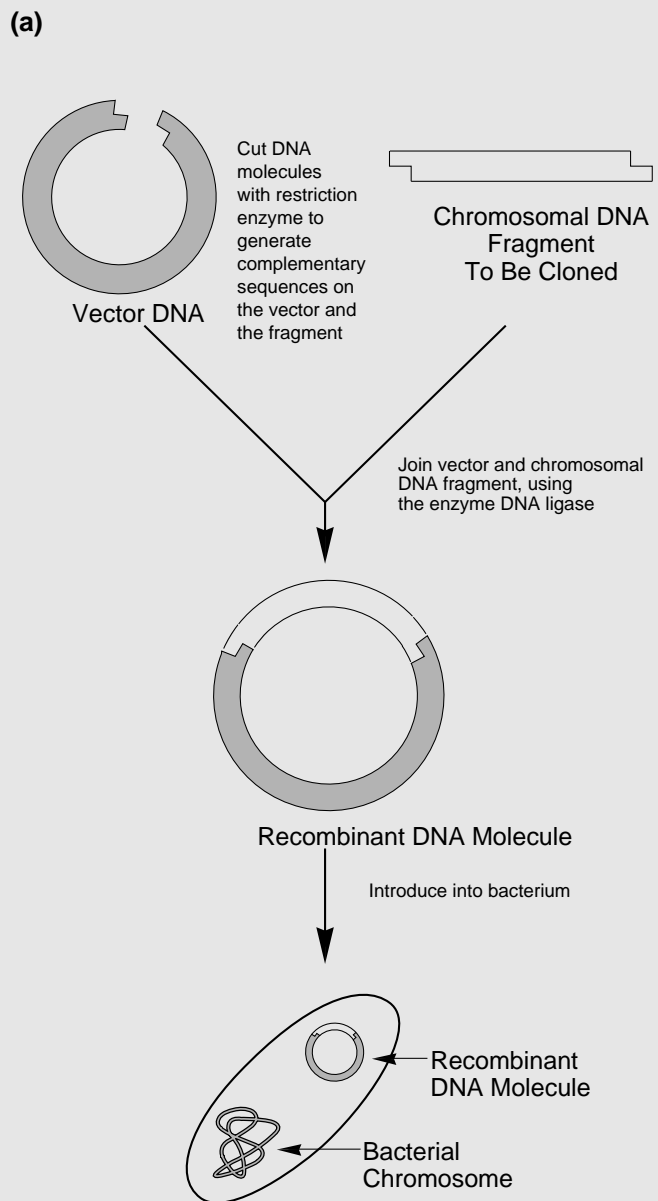 (a)
Cut DNA
molecules
with restriction
enzyme to
generate
complementary
sequences on
the vector and
the fragment
Vector DNA
Chromosomal DNA
Fragment
To Be Cloned
Join vector and chromosomal
DNA fragment, using
the enzyme DNA ligase
Recombinant DNA Molecule
Introduce into bacterium
Recombinant
DNA Molecule
Bacterial
Chromosome